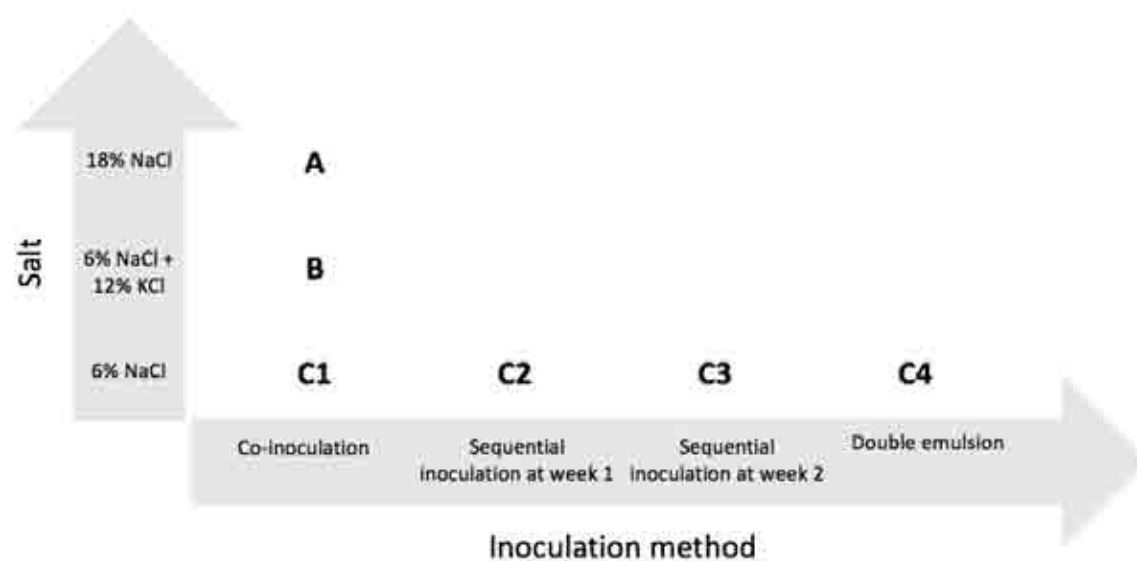 18% NaCl
A
6% NaCl +
12% KCl
B
Salt
6% NaCl
C1
C2
C3
C4
Co-inoculation
Sequential
inoculation at week 1
Sequential
inoculation at week 2
Double emulsion
Inoculation method